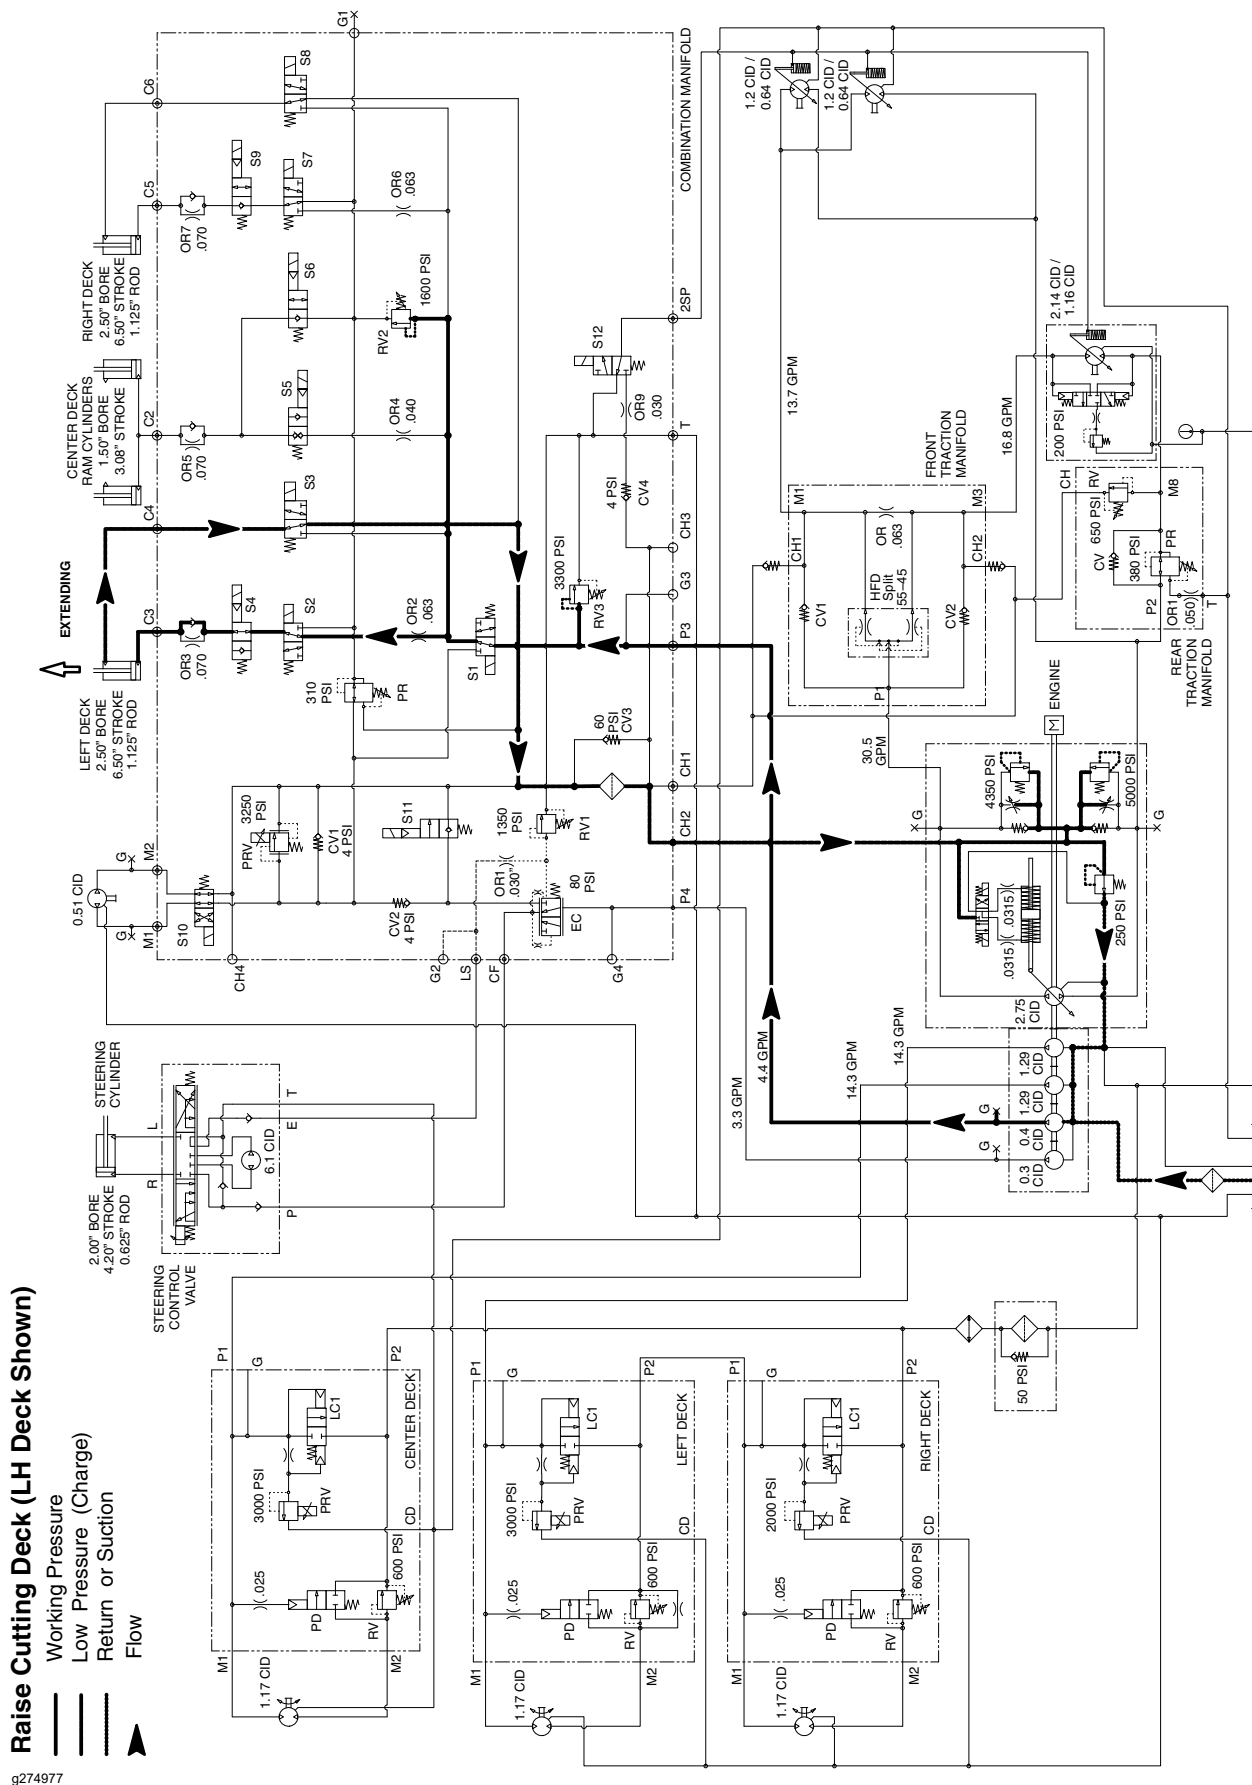 Raise Cutting Deck (LH Deck Shown)
Working Pressure
Low Pressure (Charge)
Return or Suction
Flow
g274977
EXTENDING
LEFT DECK
2.50" BORE
6.50" STROKE
1.125" ROD
CENTER DECK
RAM CYLINDERS
1.50" BORE
3.08" STROKE
RIGHT DECK
2.50" BORE
6.50" STROKE
1.125" ROD
C3
C4
C2
C5
C6
G1
OR3
.070
OR5
.070
OR7
.070
S4
S2
S3
S5
S6
S9
S7
S8
OR2
.063
OR4
.040
OR6
.063
RV2
1600 PSI
S1
310
PSI
PR
3300 PSI
RV3
S12
OR9
.030
4 PSI
CV4
60
PSI
CV3
COMBINATION MANIFOLD
2SP
T
CH3
G3
P3
CH1
CH2
P4
0.51 CID
G
G
M2
M1
S10
PRV
3250
PSI
CV1
4 PSI
S11
CV2
4 PSI
1350
PSI
RV1
OR1
.030"
80
PSI
EC
CH4
G2
LS
CF
G4
STEERING
CYLINDER
2.00" BORE
4.20" STROKE
0.625" ROD
L
R
6.1 CID
T
E
P
STEERING
CONTROL
VALVE
1.2 CID /
0.64 CID
1.2 CID /
0.64 CID
13.7 GPM
FRONT
TRACTION
MANIFOLD
16.8 GPM
M1
OR
.063
M3
CH1
CH2
CV1
HFD
Split
55-45
CV2
P1
30.5
GPM
2.14 CID /
1.16 CID
200 PSI
CH
RV
650 PSI
M8
CV
380 PSI
PR
P2
OR1
.050
T
REAR
TRACTION
MANIFOLD
M
ENGINE
4350 PSI
5000 PSI
G
G
.0315
.0315
250 PSI
2.75
CID
3.3 GPM
4.4 GPM
14.3 GPM
14.3 GPM
G
G
0.3
CID
0.4
CID
1.29
CID
1.29
CID
P1
G
P2
3000 PSI
LC1
PRV
CENTER DECK
CD
.025
PD
600 PSI
RV
M1
M2
1.17 CID
P1
G
P2
3000 PSI
LC1
PRV
LEFT DECK
CD
.025
PD
600 PSI
RV
M1
M2
1.17 CID
P1
G
P2
2000 PSI
LC1
PRV
RIGHT DECK
CD
.025
PD
600 PSI
RV
M1
M2
1.17 CID
50 PSI